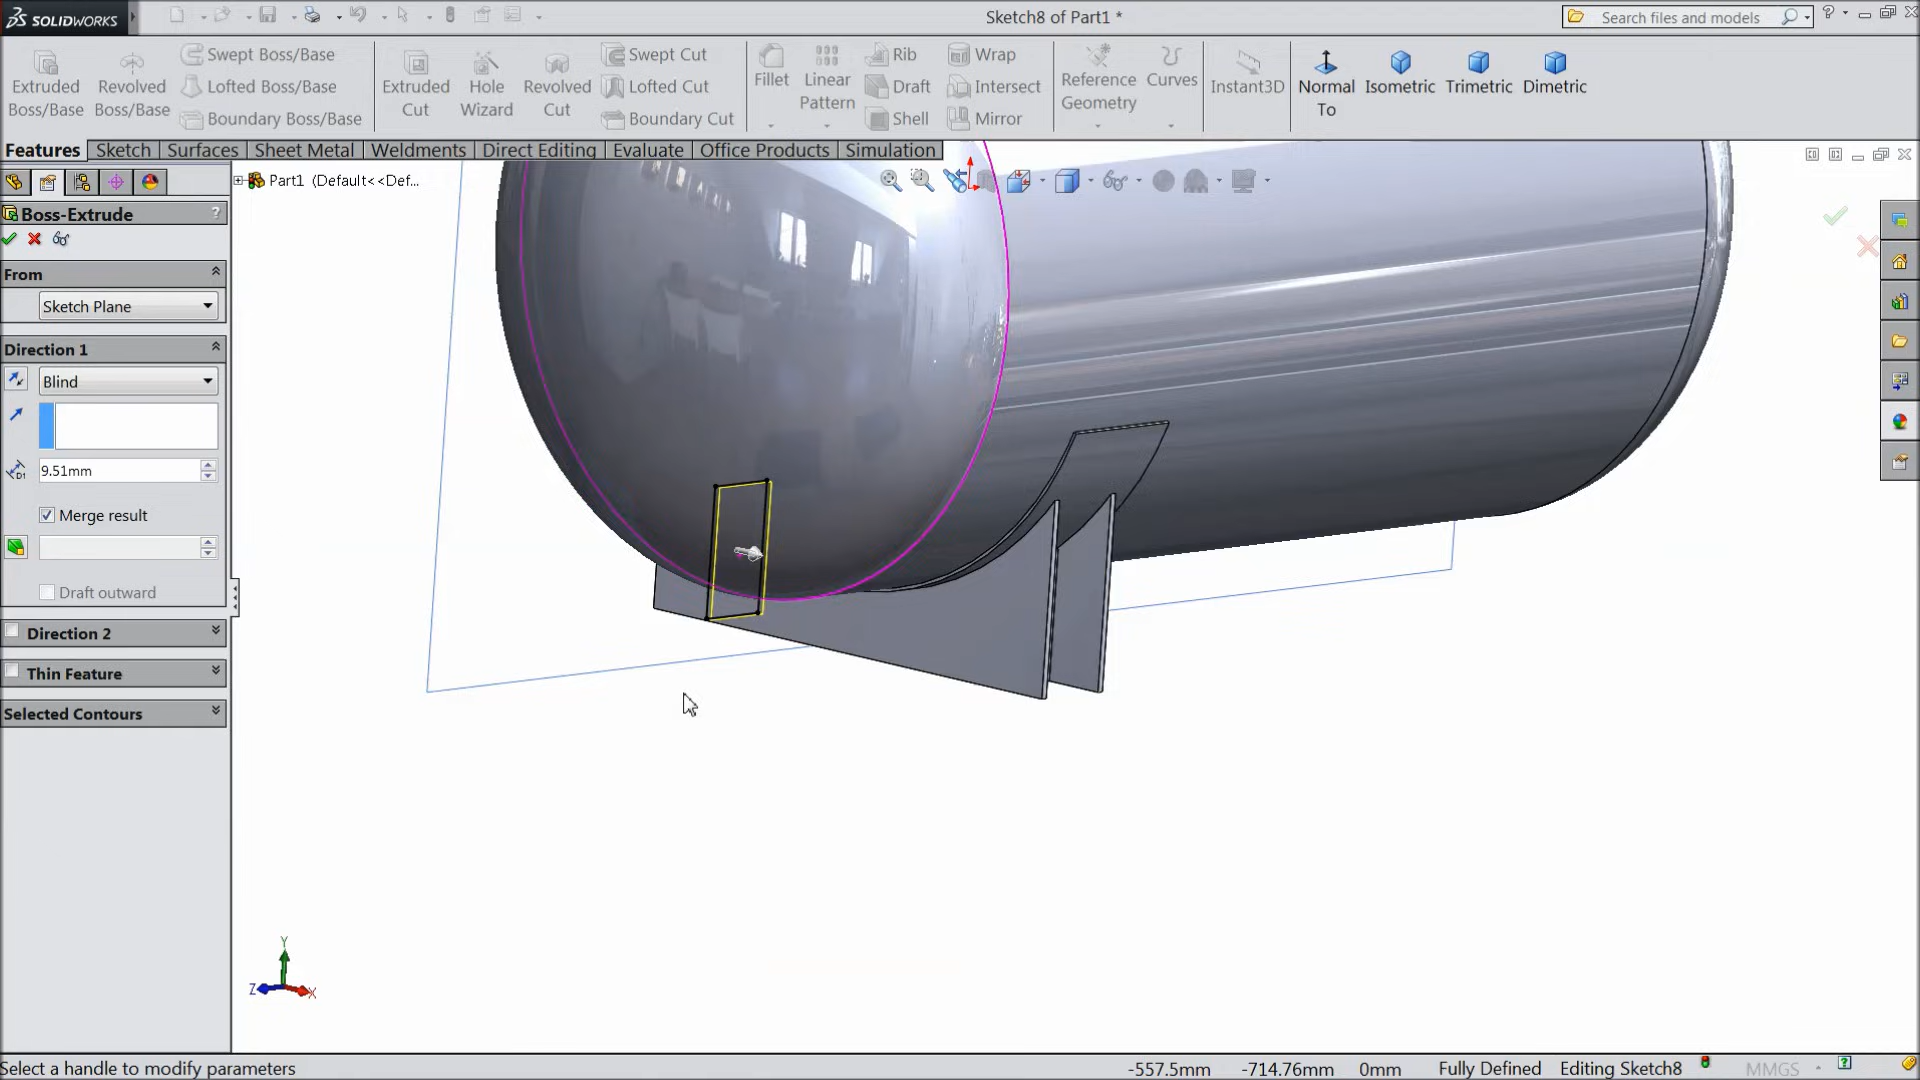 SOLIDWORKS
Sketch8 of Part1 *
Search files and models
Extruded Boss/Base
Revolved Boss/Base
Swept Boss/Base
Lofted Boss/Base
Boundary Boss/Base
Extruded Cut
Hole Wizard
Revolved Cut
Swept Cut
Lofted Cut
Boundary Cut
Fillet
Linear Pattern
Rib
Draft
Shell
Wrap
Intersect
Mirror
Reference Geometry
Curves
Instant3D
Normal To
Isometric
Trimetric
Dimetric
Features
Sketch
Surfaces
Sheet Metal
Weldments
Direct Editing
Evaluate
Office Products
Simulation
Part1 (Default<<Def...
Boss-Extrude
?
From
Sketch Plane
Direction 1
Blind
D1
9.51mm
Merge result
Draft outward
Direction 2
Thin Feature
Selected Contours
Y
Z
X
Select a handle to modify parameters
-557.5mm
-714.76mm
0mm
Fully Defined
Editing Sketch8
MMGS